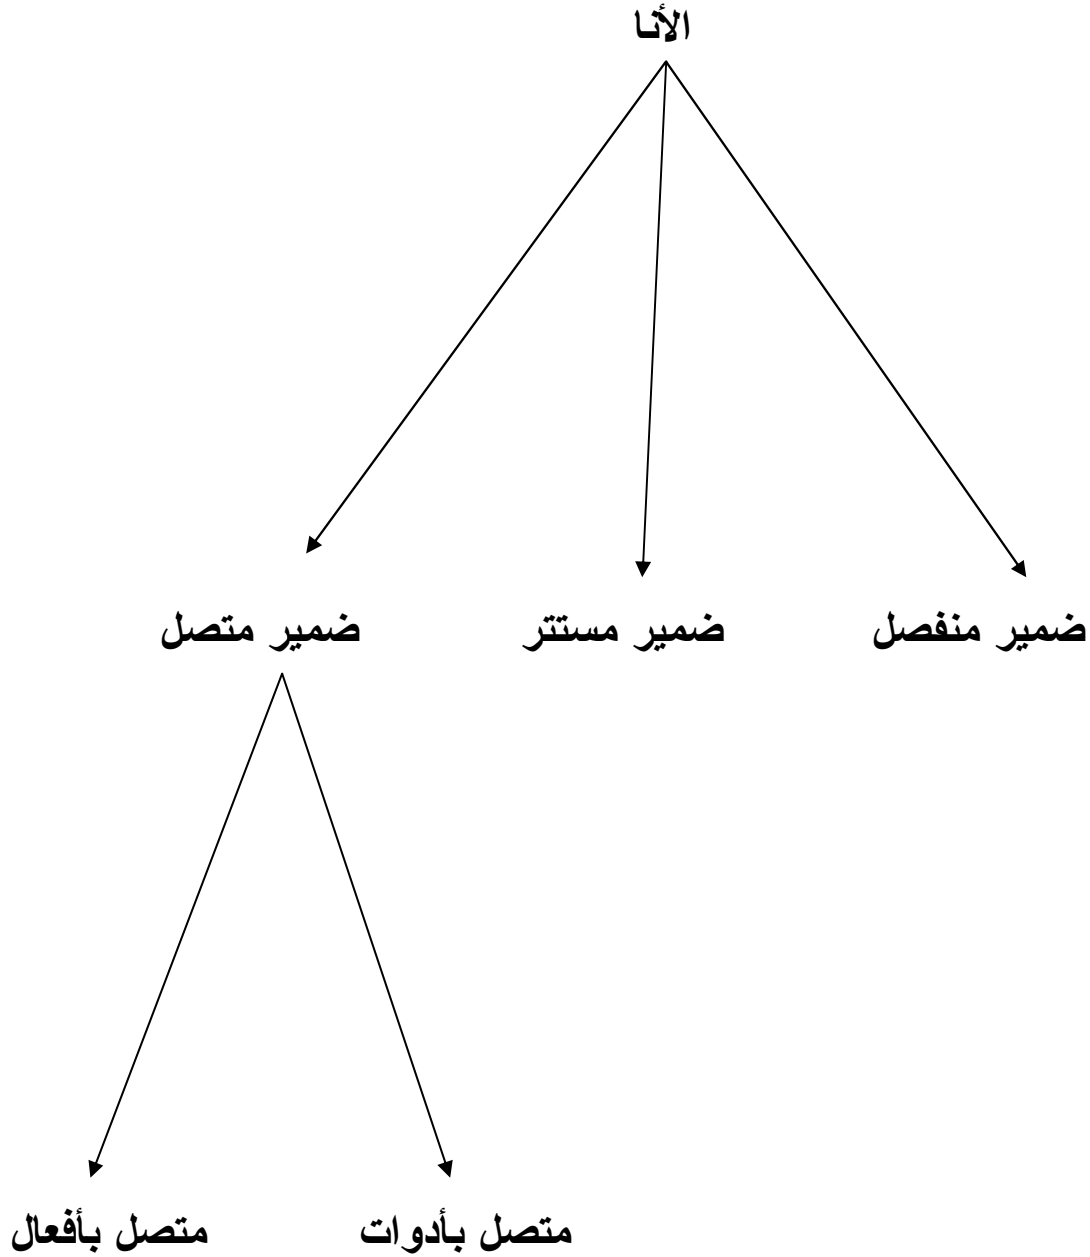 الأنا
ضمير منفصل
ضمير مستتر
ضمير متصل
متصل بأدوات
متصل بأفعال